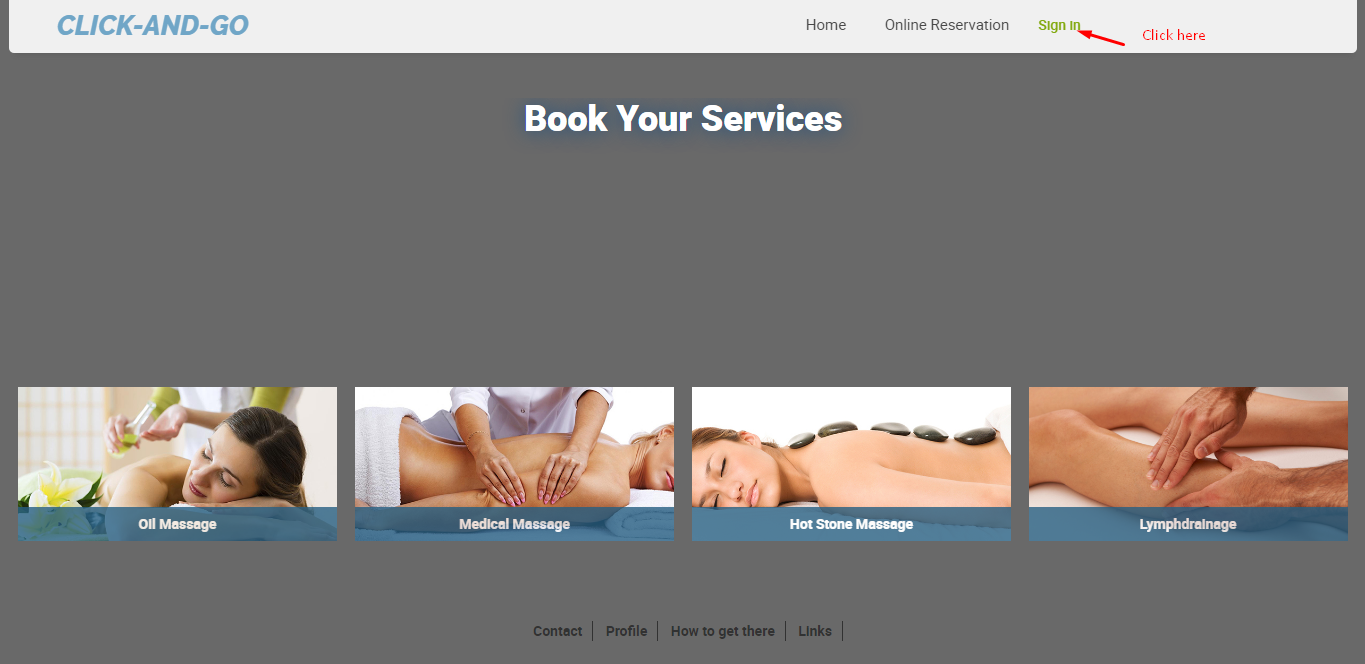 CLICK-AND-GO
Home Online Reservation Sign in
Click here
Book Your Services
Oil Massage Medical Massage Hot Stone Massage Lymphdrainage
Contact Profile How to get there Links